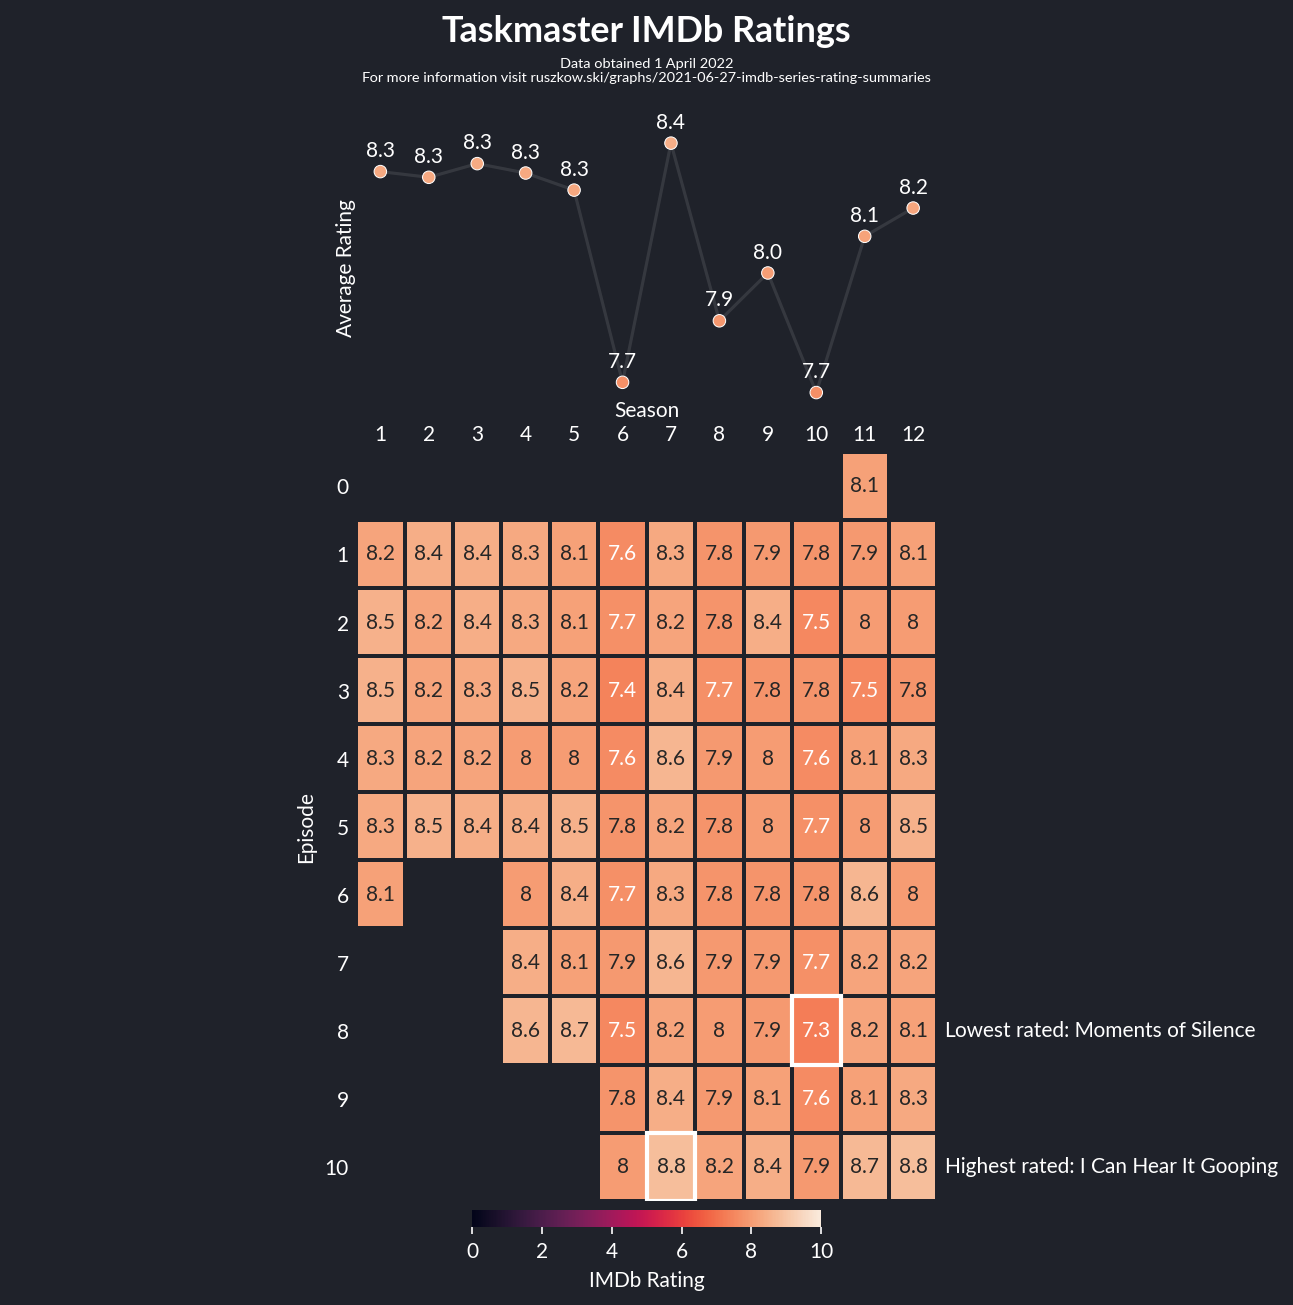 Taskmaster IMDb Ratings
Data obtained 1 April 2022
For more information visit ruszkow.ski/graphs/2021-06-27-imdb-series-rating-summaries
Average Rating
8.3 8.3 8.3 8.3 8.3 7.7 8.4 7.9 8.0 7.7 8.1 8.2
Season
1 2 3 4 5 6 7 8 9 10 11 12
Episode
0 8.1
1 8.2 8.4 8.4 8.3 8.1 7.6 8.3 7.8 7.9 7.8 7.9 8.1
2 8.5 8.2 8.4 8.3 8.1 7.7 8.2 7.8 8.4 7.5 8 8
3 8.5 8.2 8.3 8.5 8.2 7.4 8.4 7.7 7.8 7.8 7.5 7.8
4 8.3 8.2 8.2 8 8 7.6 8.6 7.9 8 7.6 8.1 8.3
5 8.3 8.5 8.4 8.4 8.5 7.8 8.2 7.8 8 7.7 8 8.5
6 8.1 8 8.4 7.7 8.3 7.8 7.8 7.8 8.6 8
7 8.4 8.1 7.9 8.6 7.9 7.9 7.7 8.2 8.2
8 8.6 8.7 7.5 8.2 8 7.9 7.3 8.2 8.1 Lowest rated: Moments of Silence
9 7.8 8.4 7.9 8.1 7.6 8.1 8.3
10 8 8.8 8.2 8.4 7.9 8.7 8.8 Highest rated: I Can Hear It Gooping
0 2 4 6 8 10
IMDb Rating